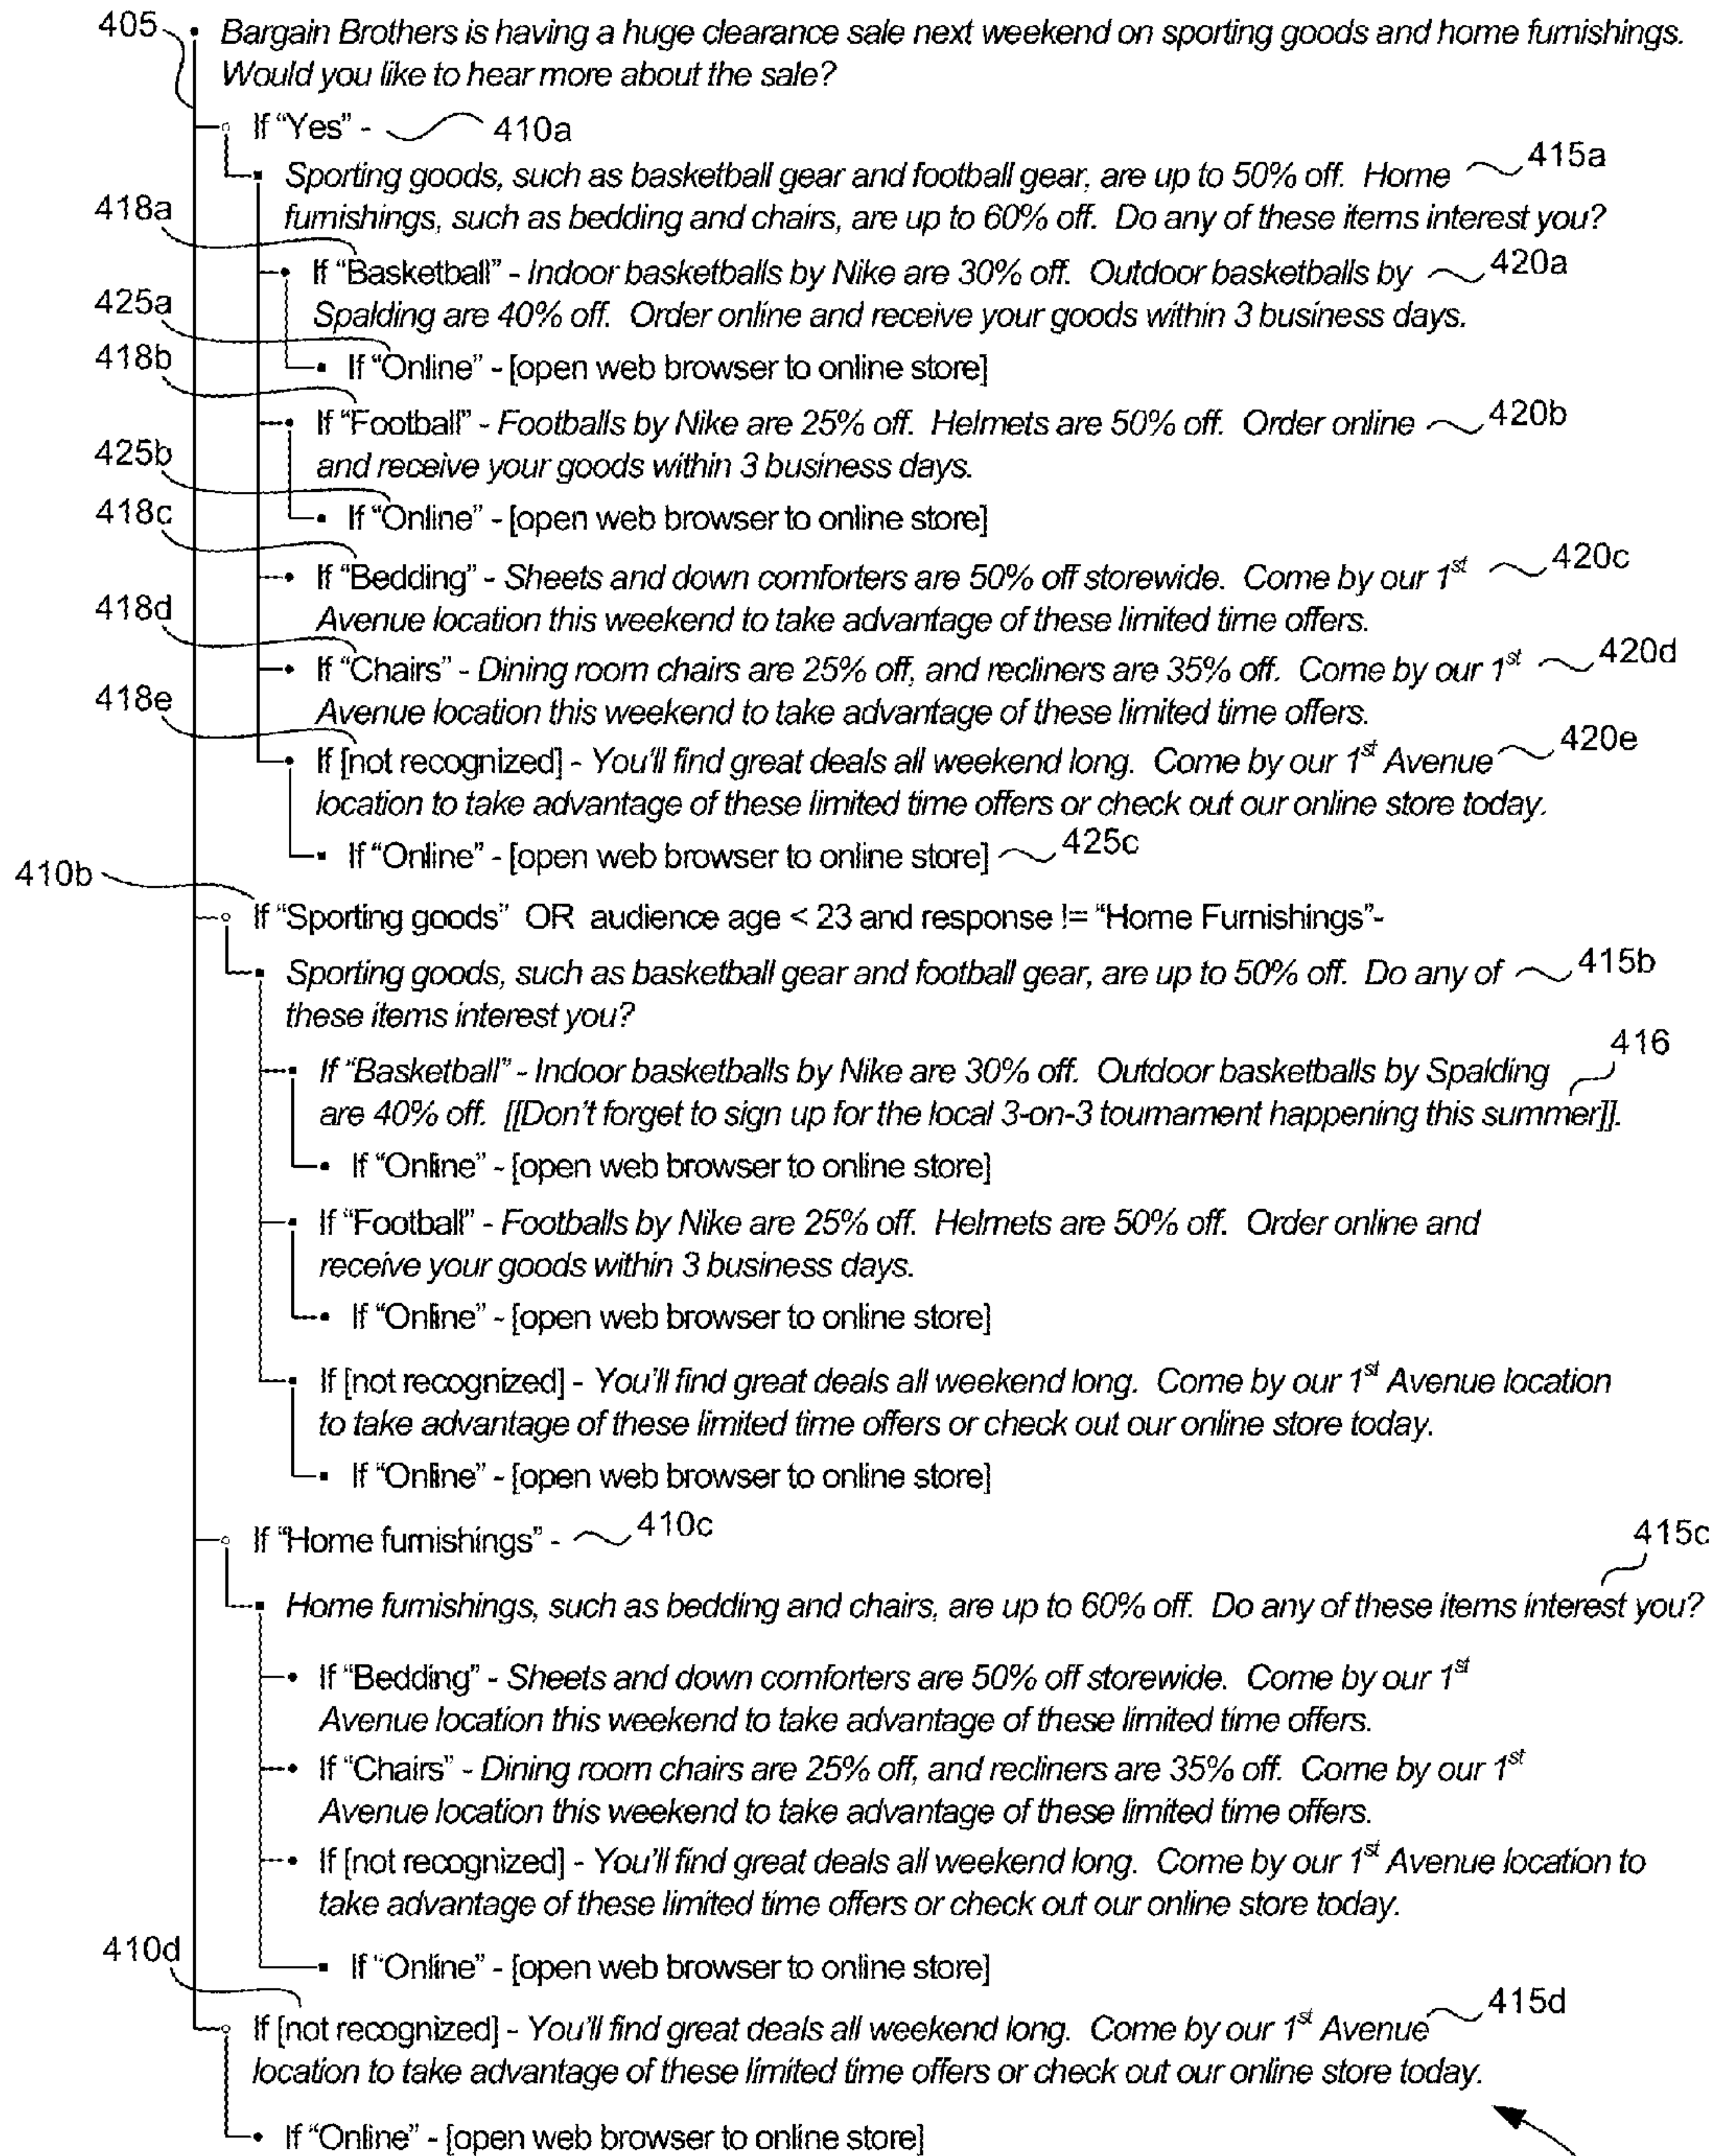 405 Bargain Brothers is having a huge clearance sale next weekend on sporting goods and home furnishings.
Would you like to hear more about the sale?
If “Yes” - 410a
Sporting goods, such as basketball gear and football gear, are up to 50% off. Home 415a
418a furnishings, such as bedding and chairs, are up to 60% off. Do any of these items interest you?
If “Basketball” - Indoor basketballs by Nike are 30% off. Outdoor basketballs by 420a
425a Spalding are 40% off. Order online and receive your goods within 3 business days.
418b If “Online” - [open web browser to online store]
If “Football” - Footballs by Nike are 25% off. Helmets are 50% off. Order online 420b
425b and receive your goods within 3 business days.
418c If “Online” - [open web browser to online store]
If “Bedding” - Sheets and down comforters are 50% off storewide. Come by our 1st 420c
418d Avenue location this weekend to take advantage of these limited time offers.
If “Chairs” - Dining room chairs are 25% off, and recliners are 35% off. Come by our 1st 420d
418e Avenue location this weekend to take advantage of these limited time offers.
If [not recognized] - You’ll find great deals all weekend long. Come by our 1st Avenue 420e
location to take advantage of these limited time offers or check out our online store today.
If “Online” - [open web browser to online store] 425c
410b
If “Sporting goods” OR audience age < 23 and response != “Home Furnishings”-
Sporting goods, such as basketball gear and football gear, are up to 50% off. Do any of 415b
these items interest you?
416
If “Basketball” - Indoor basketballs by Nike are 30% off. Outdoor basketballs by Spalding
are 40% off. [[Don’t forget to sign up for the local 3-on-3 tournament happening this summer]].
If “Online” - [open web browser to online store]
If “Football” - Footballs by Nike are 25% off. Helmets are 50% off. Order online and
receive your goods within 3 business days.
If “Online” - [open web browser to online store]
If [not recognized] - You’ll find great deals all weekend long. Come by our 1st Avenue location
to take advantage of these limited time offers or check out our online store today.
If “Online” - [open web browser to online store]
If “Home furnishings” - 410c
415c
Home furnishings, such as bedding and chairs, are up to 60% off. Do any of these items interest you?
If “Bedding” - Sheets and down comforters are 50% off storewide. Come by our 1st
Avenue location this weekend to take advantage of these limited time offers.
If “Chairs” - Dining room chairs are 25% off, and recliners are 35% off. Come by our 1st
Avenue location this weekend to take advantage of these limited time offers.
If [not recognized] - You’ll find great deals all weekend long. Come by our 1st Avenue location to
take advantage of these limited time offers or check out our online store today.
410d If “Online” - [open web browser to online store]
If [not recognized] - You’ll find great deals all weekend long. Come by our 1st Avenue 415d
location to take advantage of these limited time offers or check out our online store today.
If “Online” - [open web browser to online store]